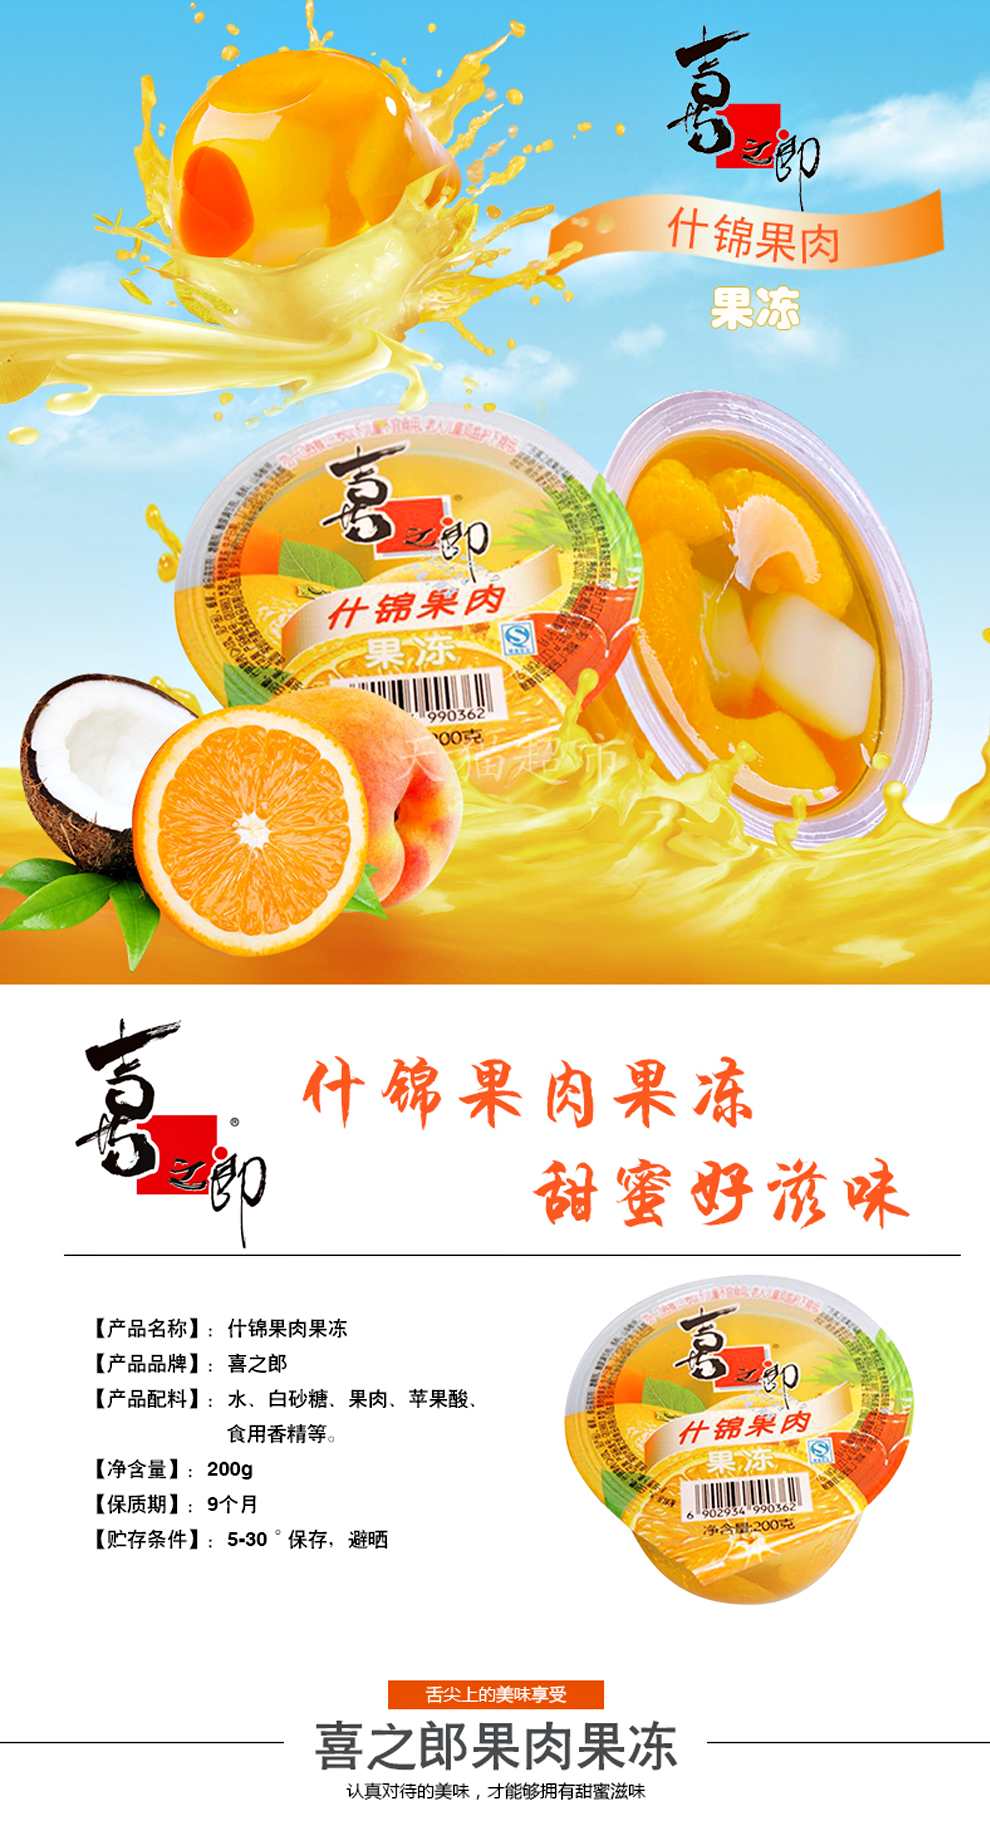 喜之郎
什锦果肉
果冻
喜之郎
什锦果肉
果冻
990362
200克
天猫超市
喜之郎®
什锦果肉果冻
甜蜜好滋味
【产品名称】：什锦果肉果冻
【产品品牌】：喜之郎
【产品配料】：水、白砂糖、果肉、苹果酸、
食用香精等。
【净含量】：200g
【保质期】：9个月
【贮存条件】：5-30°保存，避晒
喜之郎
什锦果肉
果冻
6 902934 990362
净含量:200克
舌尖上的美味享受
喜之郎果肉果冻
认真对待的美味，才能够拥有甜蜜滋味